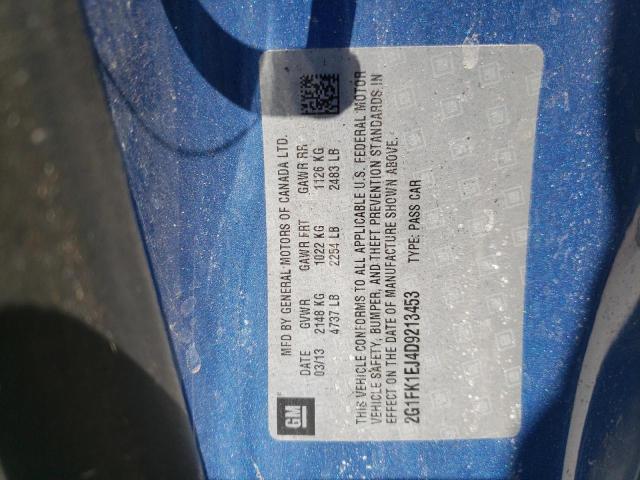 GM
MFD BY GENERAL MOTORS OF CANADA LTD.
DATE GVWR GAWR FRT GAWR RR
03/13 2148 KG 1022 KG 1126 KG
4737 LB 2254 LB 2483 LB
THIS VEHICLE CONFORMS TO ALL APPLICABLE U.S. FEDERAL MOTOR
VEHICLE SAFETY, BUMPER, AND THEFT PREVENTION STANDARDS IN
EFFECT ON THE DATE OF MANUFACTURE SHOWN ABOVE.
2G1FK1EJ4D9213453 TYPE: PASS CAR